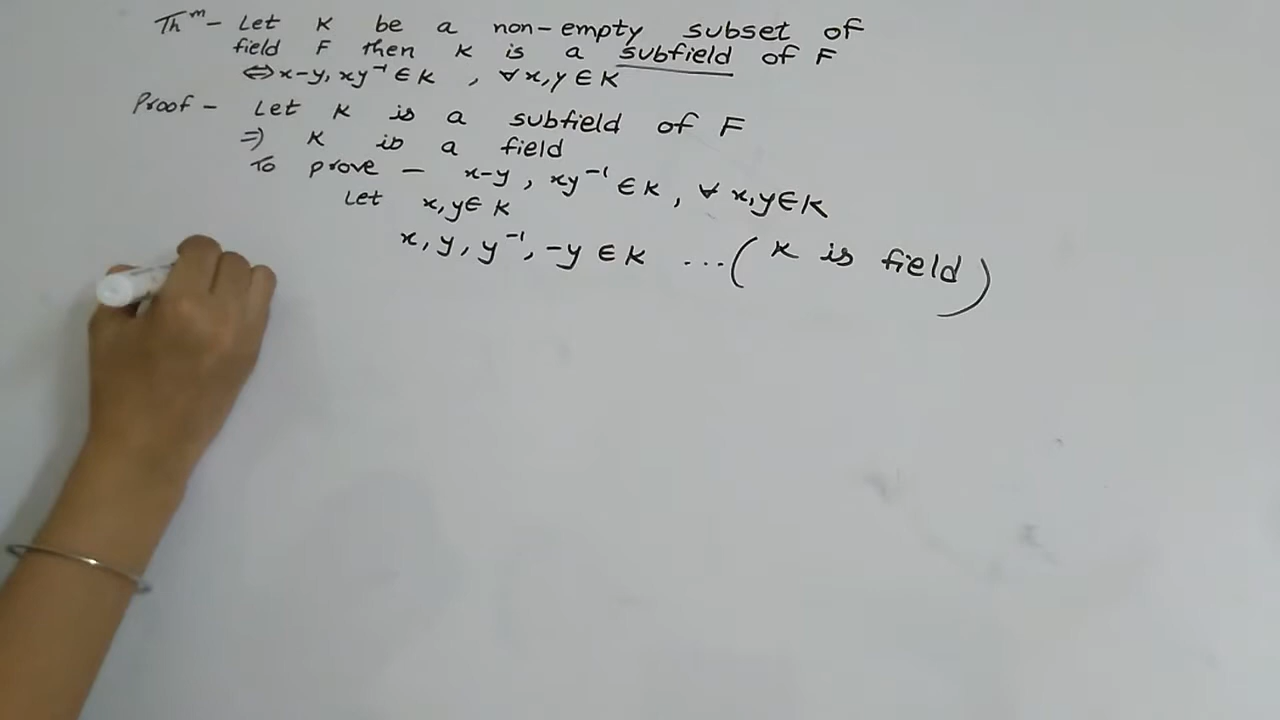 Thᵐ- Let K be a non-empty subset of
field F then K is a subfield of F
⇔ x-y, xy⁻¹ ∈ K , ∀ x,y ∈ K
Proof - Let K is a subfield of F
⇒ K is a field
To prove - x-y , xy⁻¹ ∈ K , ∀ x,y ∈ K
Let x,y ∈ K
x, y, y⁻¹, -y ∈ K ...( K is field)